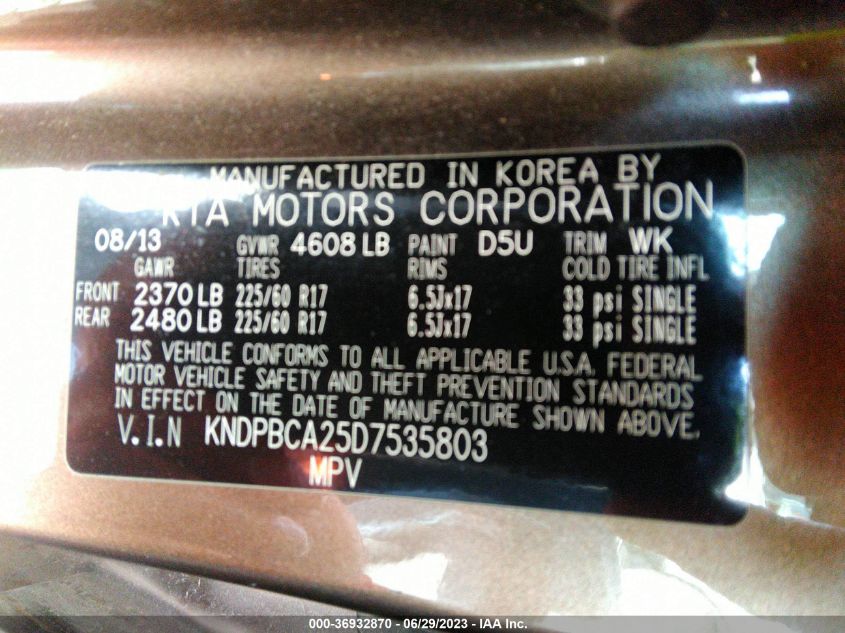 MANUFACTURED IN KOREA BY
KIA MOTORS CORPORATION
08/13 GVWR 4608 LB PAINT D5U TRIM WK
GAWR TIRES RIMS COLD TIRE INFL
FRONT 2370 LB 225/60 R17 6.5Jx17 33 psi SINGLE
REAR 2480 LB 225/60 R17 6.5Jx17 33 psi SINGLE
THIS VEHICLE CONFORMS TO ALL APPLICABLE U.S.A. FEDERAL
MOTOR VEHICLE SAFETY AND THEFT PREVENTION STANDARDS
IN EFFECT ON THE DATE OF MANUFACTURE SHOWN ABOVE.
V.I.N KNDPBCA25D7535803
MPV
000-36932870 - 06/29/2023 - IAA Inc.